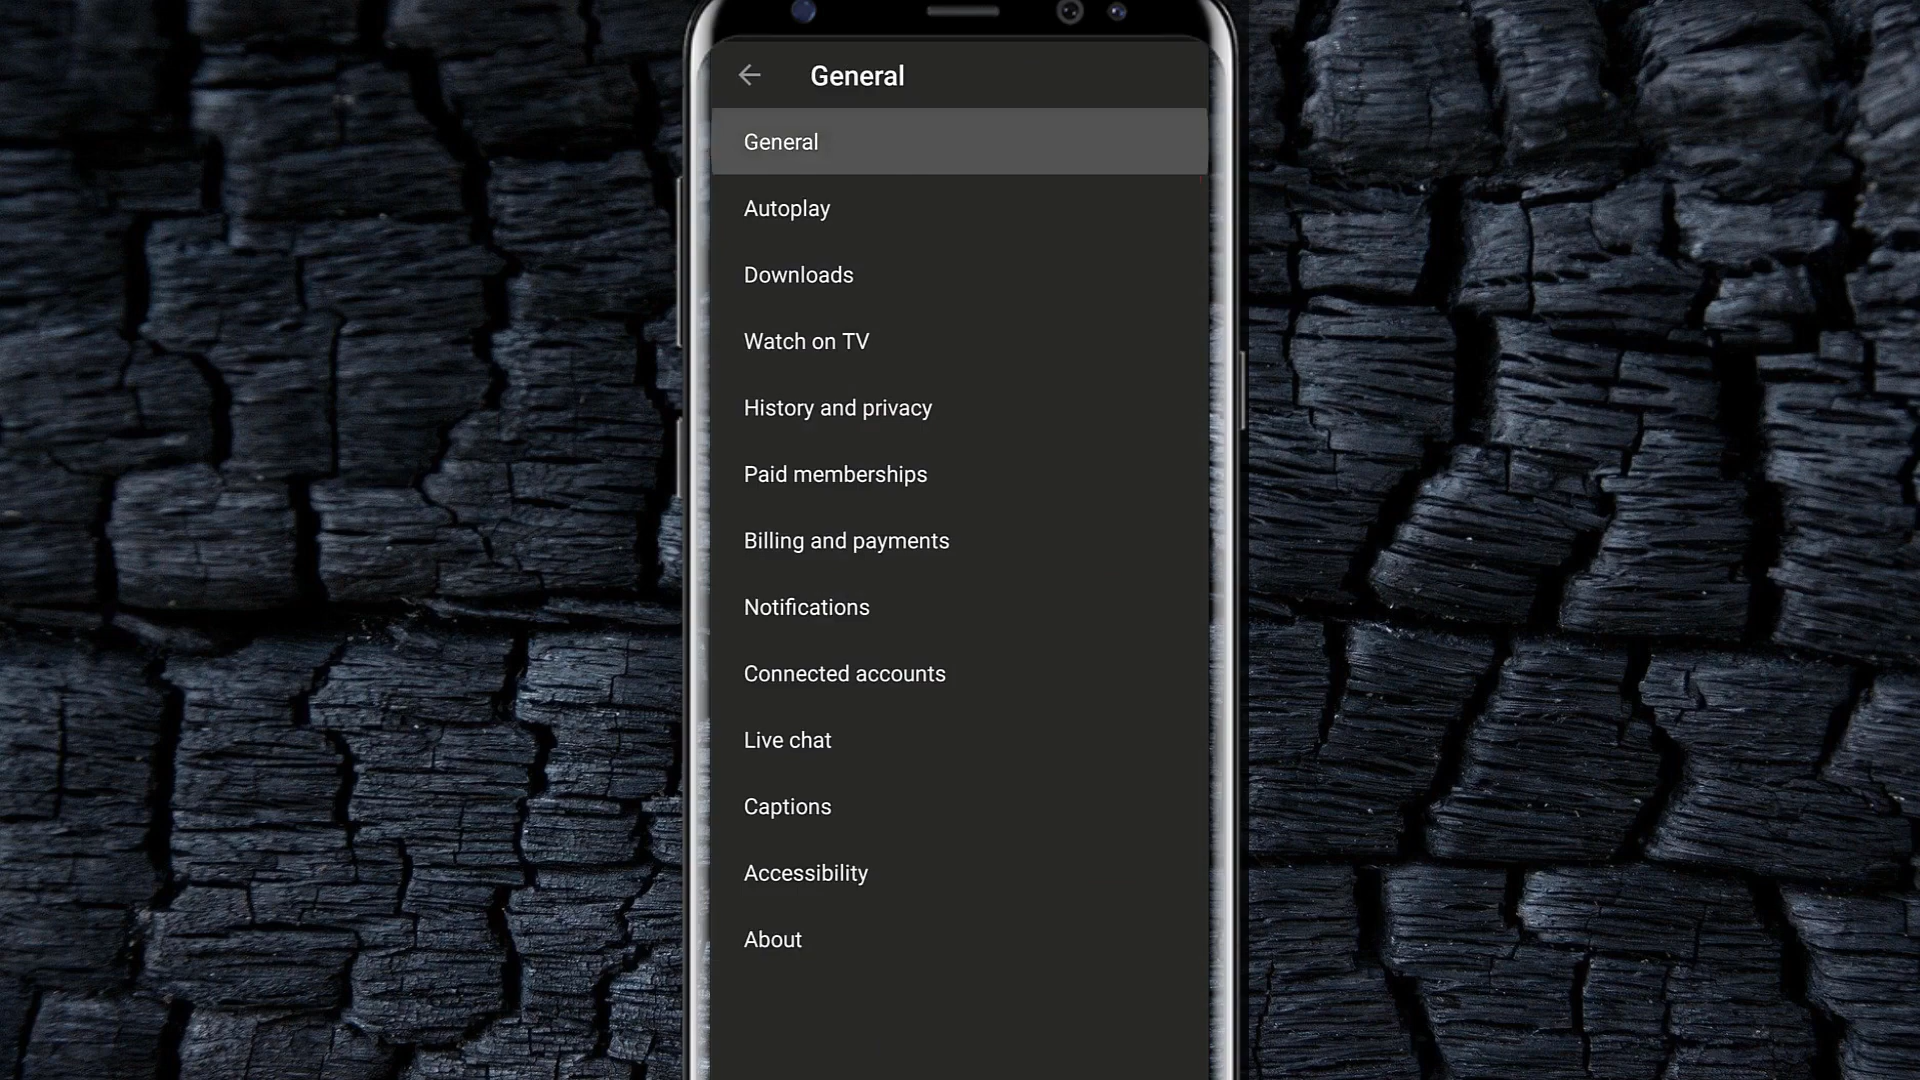 General
General
Autoplay
Downloads
Watch on TV
History and privacy
Paid memberships
Billing and payments
Notifications
Connected accounts
Live chat
Captions
Accessibility
About